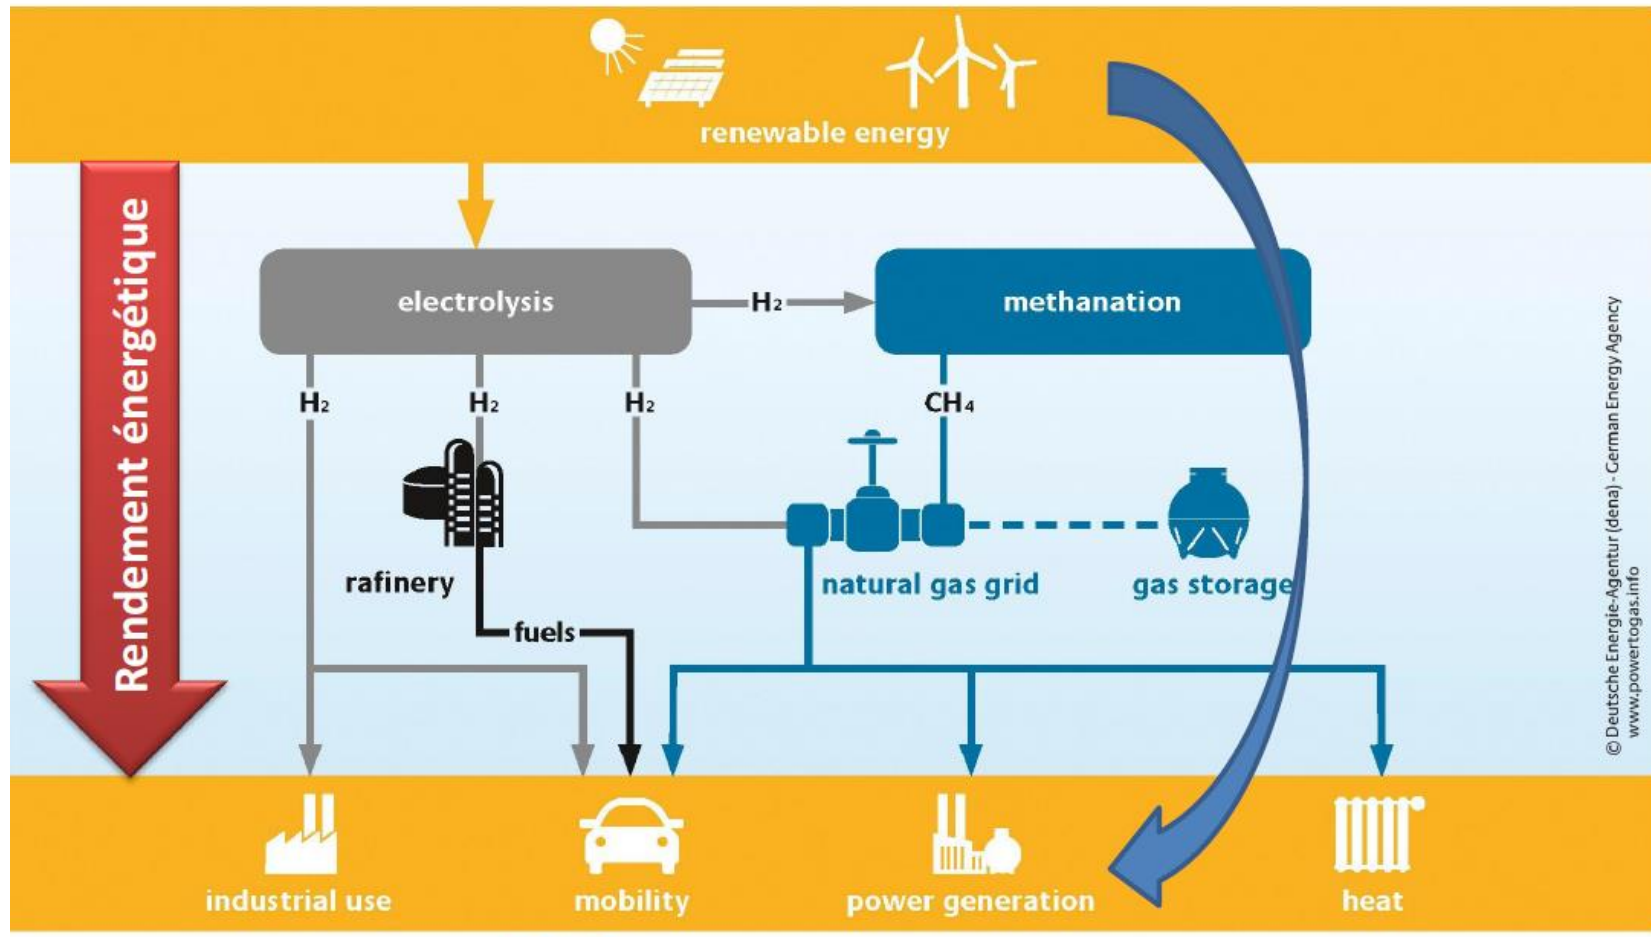 renewable energy
Rendement énergétique
electrolysis
H₂
methanation
H₂
H₂
H₂
CH₄
rafinery
natural gas grid
gas storage
fuels
industrial use
mobility
power generation
heat
© Deutsche Energie-Agentur (dena) - German Energy Agency
www.powertogas.info